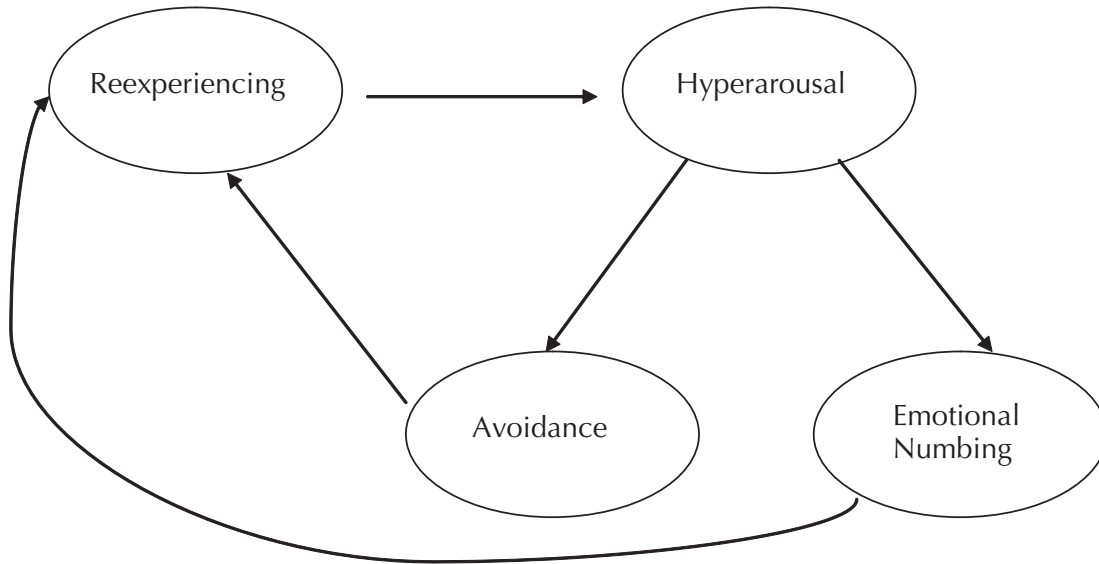 Reexperiencing
Hyperarousal
Avoidance
Emotional
Numbing